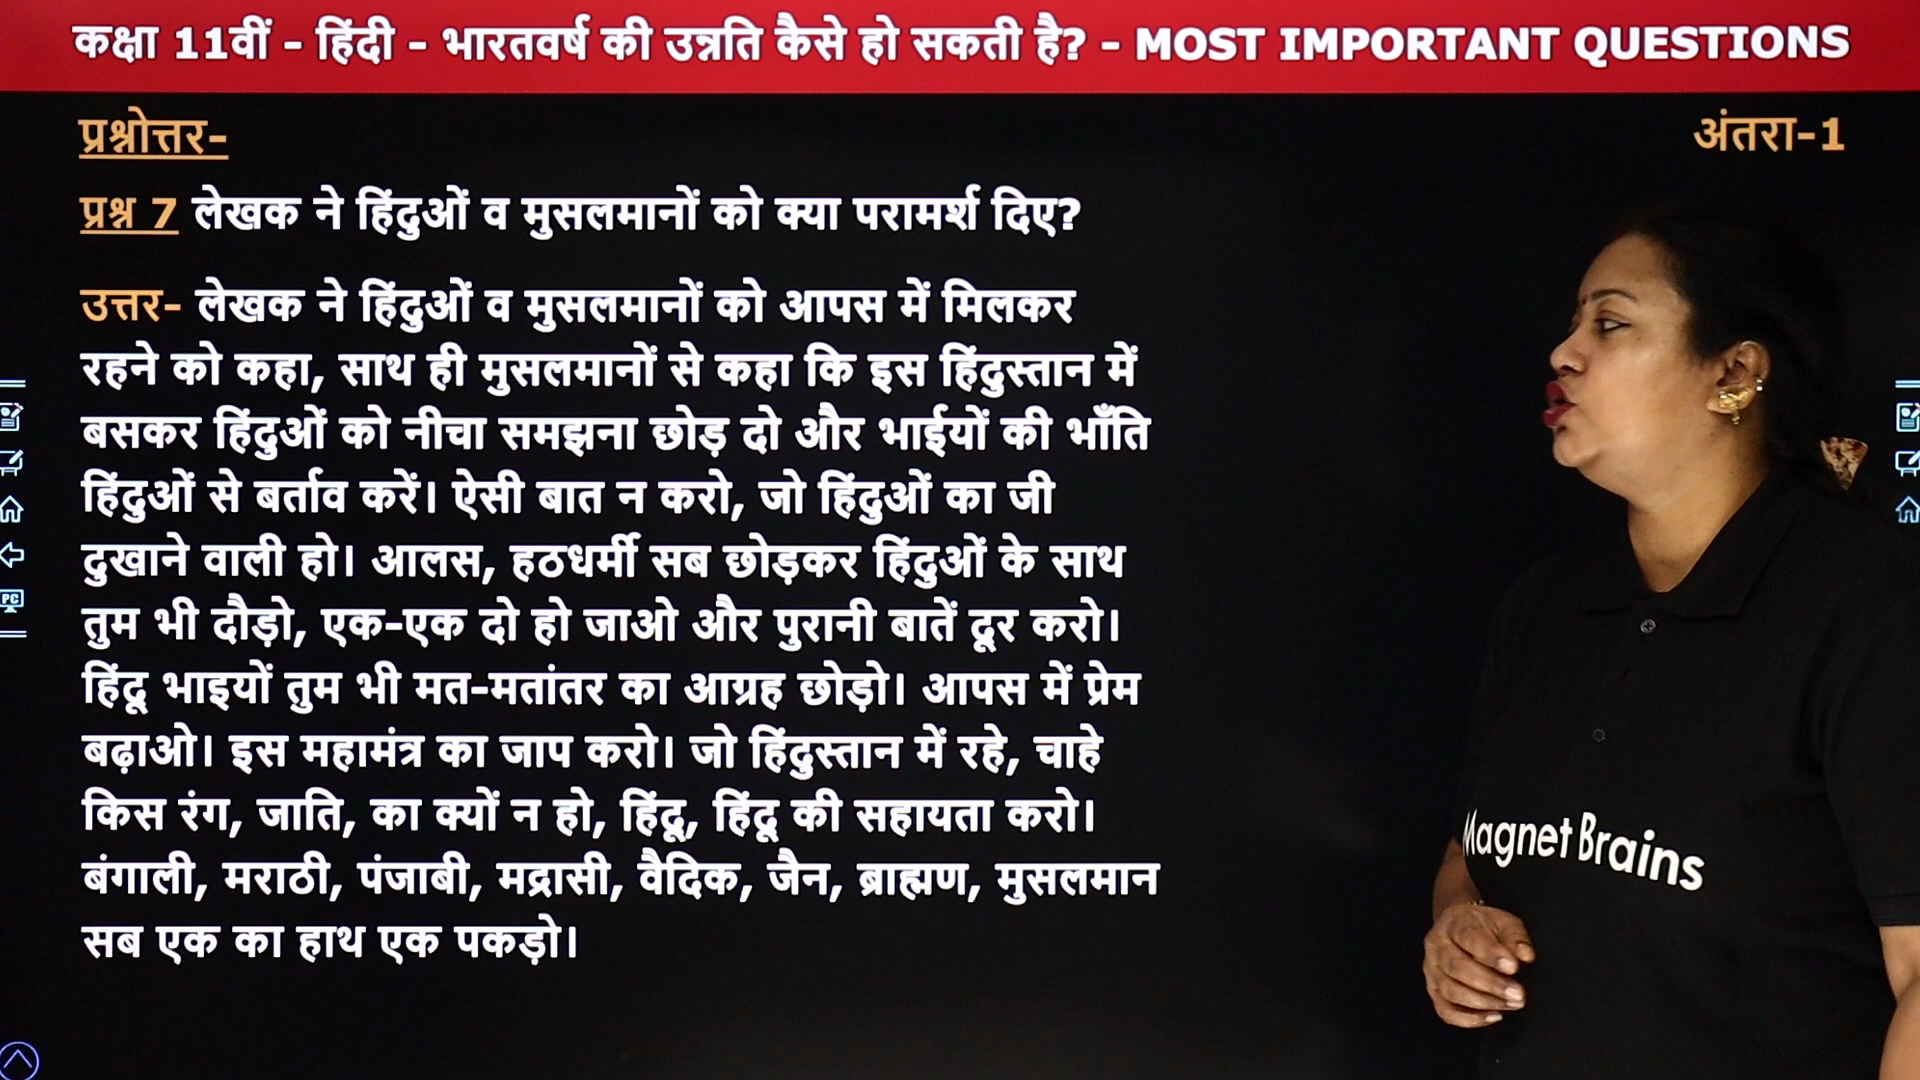 कक्षा 11वीं - हिंदी - भारतवर्ष की उन्नति कैसे हो सकती है? - MOST IMPORTANT QUESTIONS
प्रश्नोत्तर-
अंतरा-1
प्रश्न 7 लेखक ने हिंदुओं व मुसलमानों को क्या परामर्श दिए?
उत्तर- लेखक ने हिंदुओं व मुसलमानों को आपस में मिलकर
रहने को कहा, साथ ही मुसलमानों से कहा कि इस हिंदुस्तान में
बसकर हिंदुओं को नीचा समझना छोड़ दो और भाईयों की भाँति
हिंदुओं से बर्ताव करें। ऐसी बात न करो, जो हिंदुओं का जी
दुखाने वाली हो। आलस, हठधर्मी सब छोड़कर हिंदुओं के साथ
तुम भी दौड़ो, एक-एक दो हो जाओ और पुरानी बातें दूर करो।
हिंदू भाइयों तुम भी मत-मतांतर का आग्रह छोड़ो। आपस में प्रेम
बढ़ाओ। इस महामंत्र का जाप करो। जो हिंदुस्तान में रहे, चाहे
किस रंग, जाति, का क्यों न हो, हिंदू, हिंदू की सहायता करो।
बंगाली, मराठी, पंजाबी, मद्रासी, वैदिक, जैन, ब्राह्मण, मुसलमान
सब एक का हाथ एक पकड़ो।
Magnet Brains
PC